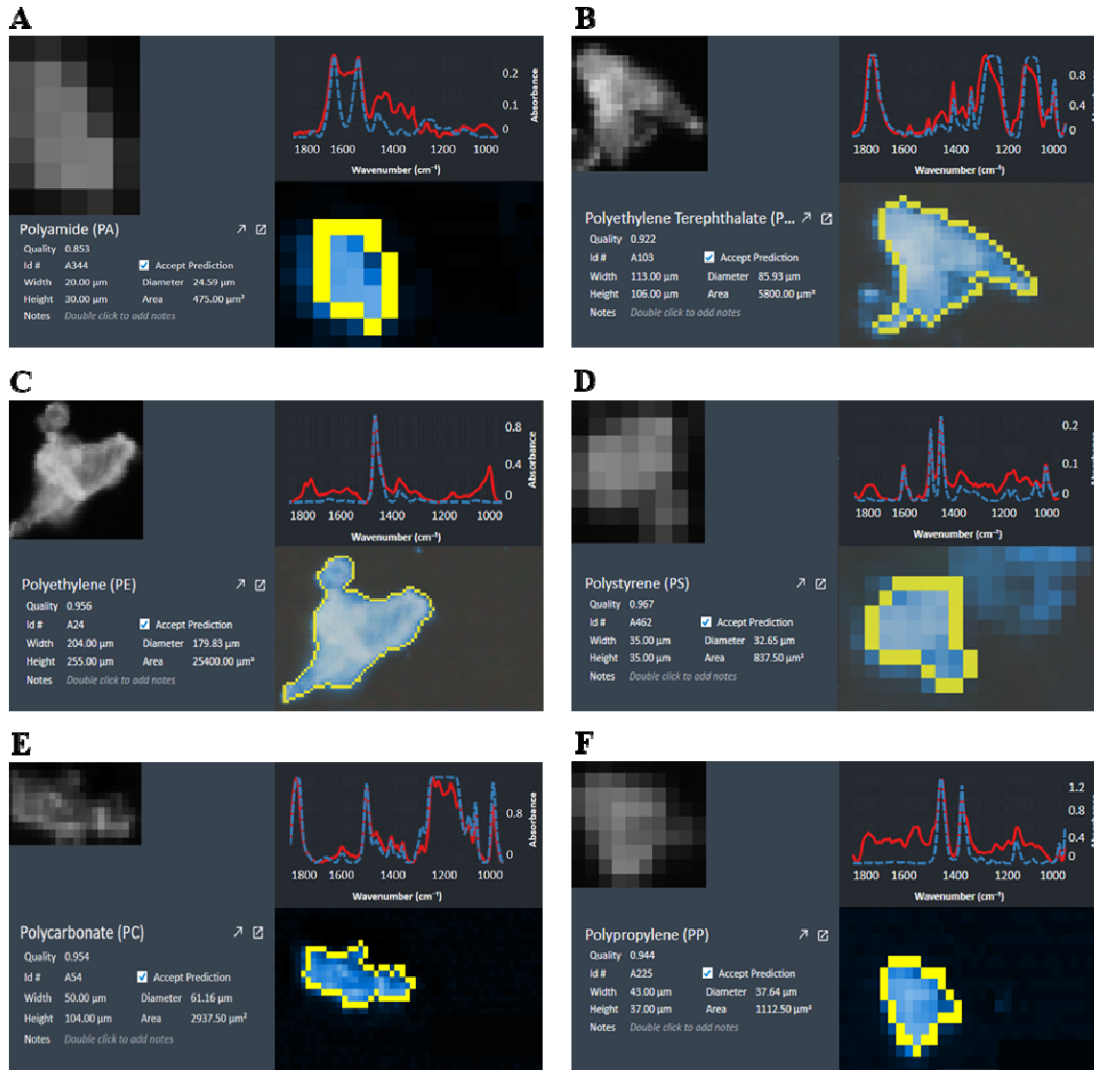 A
0.2
0.1
0
Absorbance
1800 1600 1400 1200 1000
Wavenumber (cm⁻¹)
Polyamide (PA)
Quality 0.853
Id # A344 Accept Prediction
Width 20.00 µm Diameter 24.59 µm
Height 30.00 µm Area 475.00 µm²
Notes Double click to add notes
B
0.8
0.4
0
1800 1600 1400 1200 1000
Wavenumber (cm⁻¹)
Polyethylene Terephthalate (P...
Quality 0.922
Id # A103 Accept Prediction
Width 113.00 µm Diameter 85.93 µm
Height 106.00 µm Area 5800.00 µm²
Notes Double click to add notes
C
0.8
0.4
0
Absorbance
1800 1600 1400 1200 1000
Wavenumber (cm⁻¹)
Polyethylene (PE)
Quality 0.956
Id # A24 Accept Prediction
Width 204.00 µm Diameter 179.83 µm
Height 255.00 µm Area 25400.00 µm²
Notes Double click to add notes
D
0.2
0.1
0
1800 1600 1400 1200 1000
Wavenumber (cm⁻¹)
Polystyrene (PS)
Quality 0.967
Id # A462 Accept Prediction
Width 35.00 µm Diameter 32.65 µm
Height 35.00 µm Area 837.50 µm²
Notes Double click to add notes
E
0.8
0
Absorbance
1800 1600 1400 1200 1000
Wavenumber (cm⁻¹)
Polycarbonate (PC)
Quality 0.954
Id # A54 Accept Prediction
Width 50.00 µm Diameter 61.16 µm
Height 104.00 µm Area 2937.50 µm²
Notes Double click to add notes
F
1.2
0.8
0.4
0
1800 1600 1400 1200 1000
Wavenumber (cm⁻¹)
Polypropylene (PP)
Quality 0.944
Id # A225 Accept Prediction
Width 43.00 µm Diameter 37.64 µm
Height 37.00 µm Area 1112.50 µm²
Notes Double click to add notes